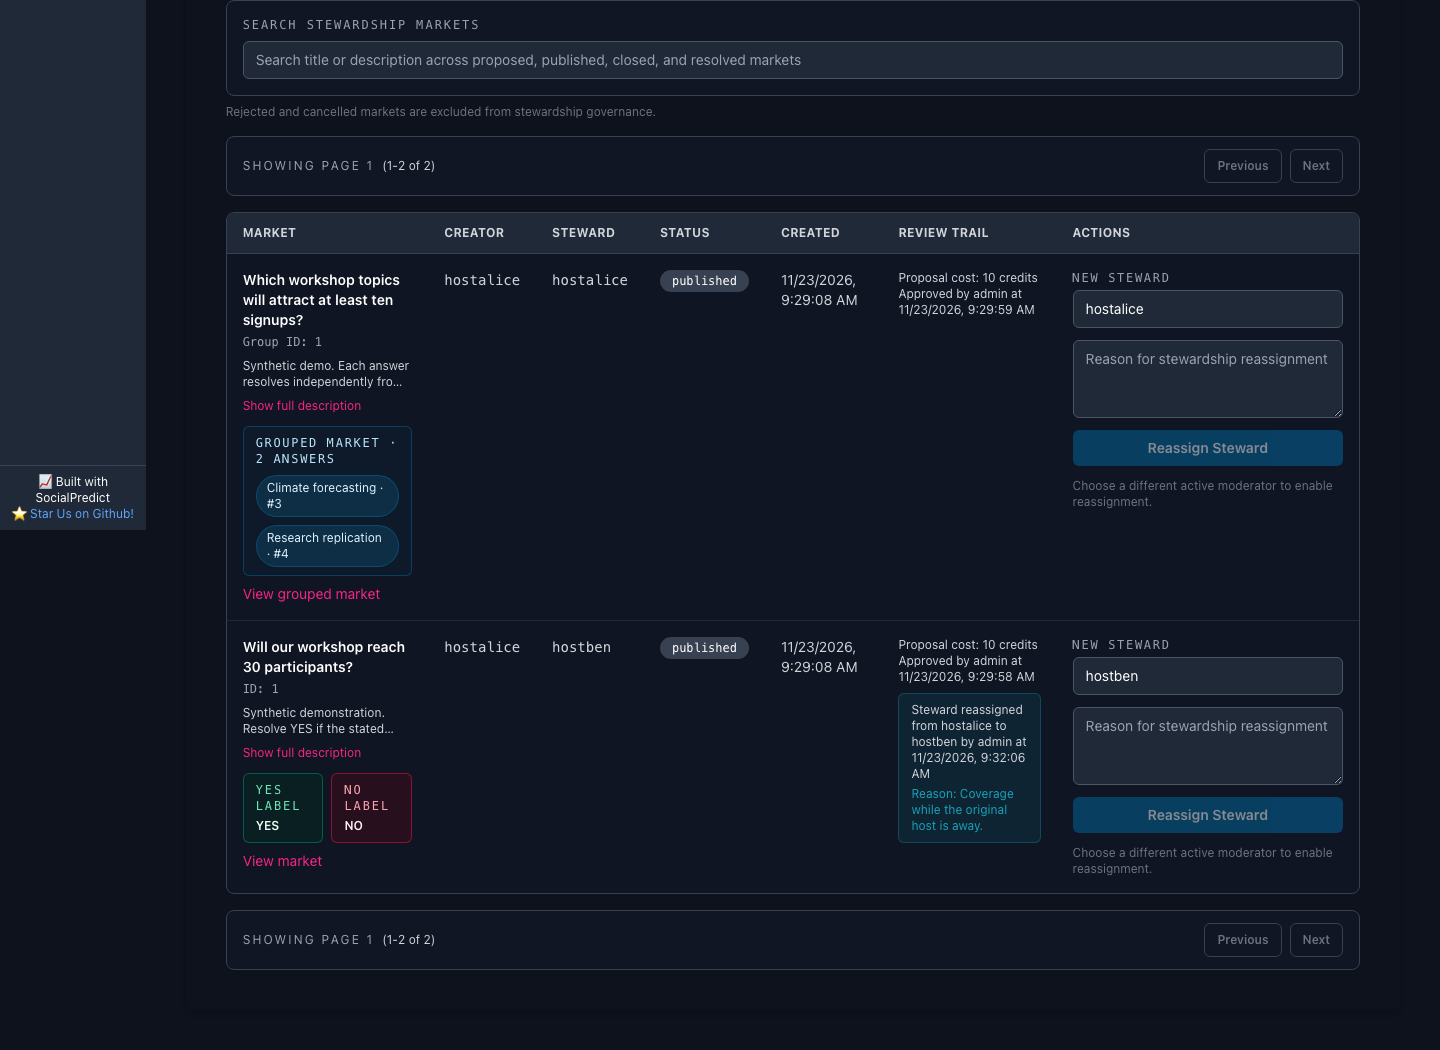 SEARCH STEWARDSHIP MARKETS
Search title or description across proposed, published, closed, and resolved markets
Rejected and cancelled markets are excluded from stewardship governance.
SHOWING PAGE 1 (1-2 of 2)
Previous
Next
MARKET
CREATOR
STEWARD
STATUS
CREATED
REVIEW TRAIL
ACTIONS
Which workshop topics
will attract at least ten
signups?
Group ID: 1
Synthetic demo. Each answer
resolves independently fro...
Show full description
GROUPED MARKET ·
2 ANSWERS
Climate forecasting ·
#3
Research replication
· #4
View grouped market
hostalice
hostalice
published
11/23/2026,
9:29:08 AM
Proposal cost: 10 credits
Approved by admin at
11/23/2026, 9:29:59 AM
NEW STEWARD
hostalice
Reason for stewardship reassignment
Reassign Steward
Choose a different active moderator to enable
reassignment.
Will our workshop reach
30 participants?
ID: 1
Synthetic demonstration.
Resolve YES if the stated...
Show full description
YES
LABEL
YES
NO
LABEL
NO
View market
hostalice
hostben
published
11/23/2026,
9:29:08 AM
Proposal cost: 10 credits
Approved by admin at
11/23/2026, 9:29:58 AM
Steward reassigned
from hostalice to
hostben by admin at
11/23/2026, 9:32:06
AM
Reason: Coverage
while the original
host is away.
NEW STEWARD
hostben
Reason for stewardship reassignment
Reassign Steward
Choose a different active moderator to enable
reassignment.
SHOWING PAGE 1 (1-2 of 2)
Previous
Next
📈 Built with
SocialPredict
⭐ Star Us on Github!